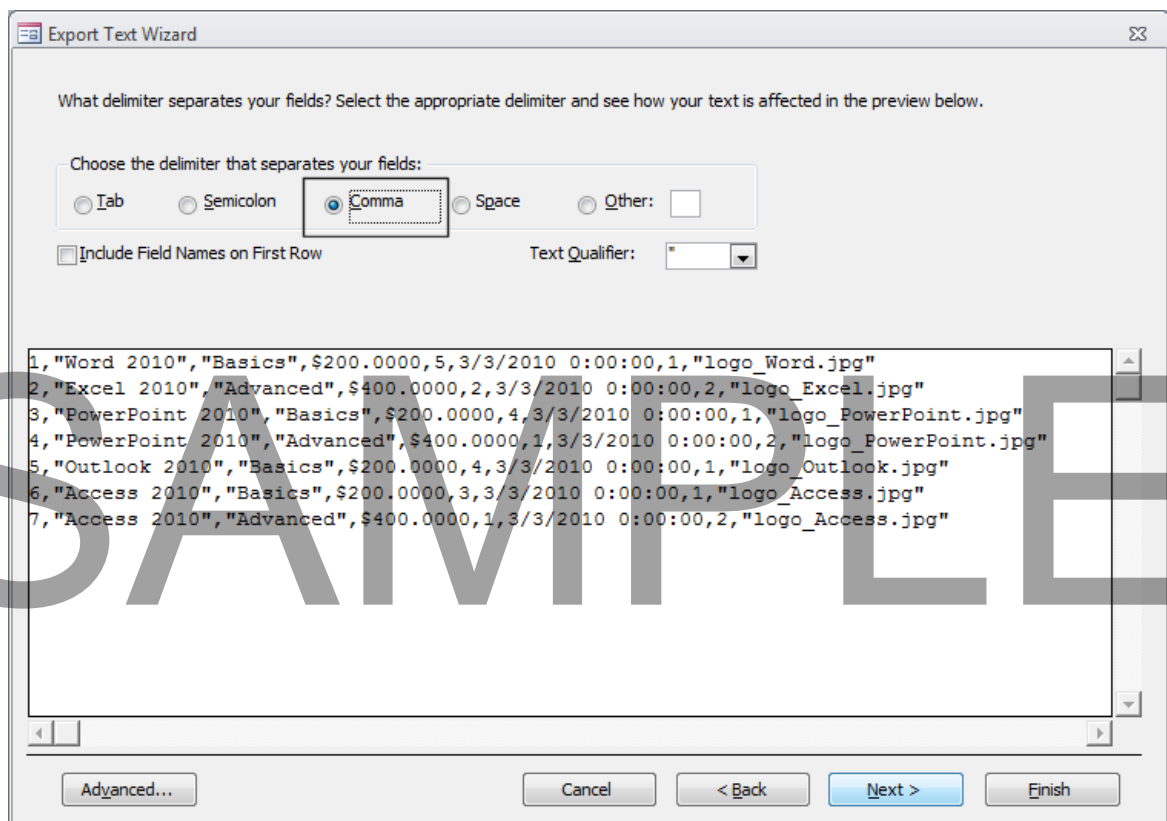 Export Text Wizard
What delimiter separates your fields? Select the appropriate delimiter and see how your text is affected in the preview below.
Choose the delimiter that separates your fields:
Tab Semicolon Comma Space Other:
Include Field Names on First Row Text Qualifier: "
1,"Word 2010","Basics",$200.0000,5,3/3/2010 0:00:00,1,"logo_Word.jpg"
2,"Excel 2010","Advanced",$400.0000,2,3/3/2010 0:00:00,2,"logo_Excel.jpg"
3,"PowerPoint 2010","Basics",$200.0000,4,3/3/2010 0:00:00,1,"logo_PowerPoint.jpg"
4,"PowerPoint 2010","Advanced",$400.0000,1,3/3/2010 0:00:00,2,"logo_PowerPoint.jpg"
5,"Outlook 2010","Basics",$200.0000,4,3/3/2010 0:00:00,1,"logo_Outlook.jpg"
6,"Access 2010","Basics",$200.0000,3,3/3/2010 0:00:00,1,"logo_Access.jpg"
7,"Access 2010","Advanced",$400.0000,1,3/3/2010 0:00:00,2,"logo_Access.jpg"
SAMPLE
Advanced... Cancel < Back Next > Finish